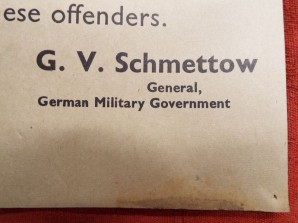 ese offenders.
G. V. Schmettow
General,
German Military Government